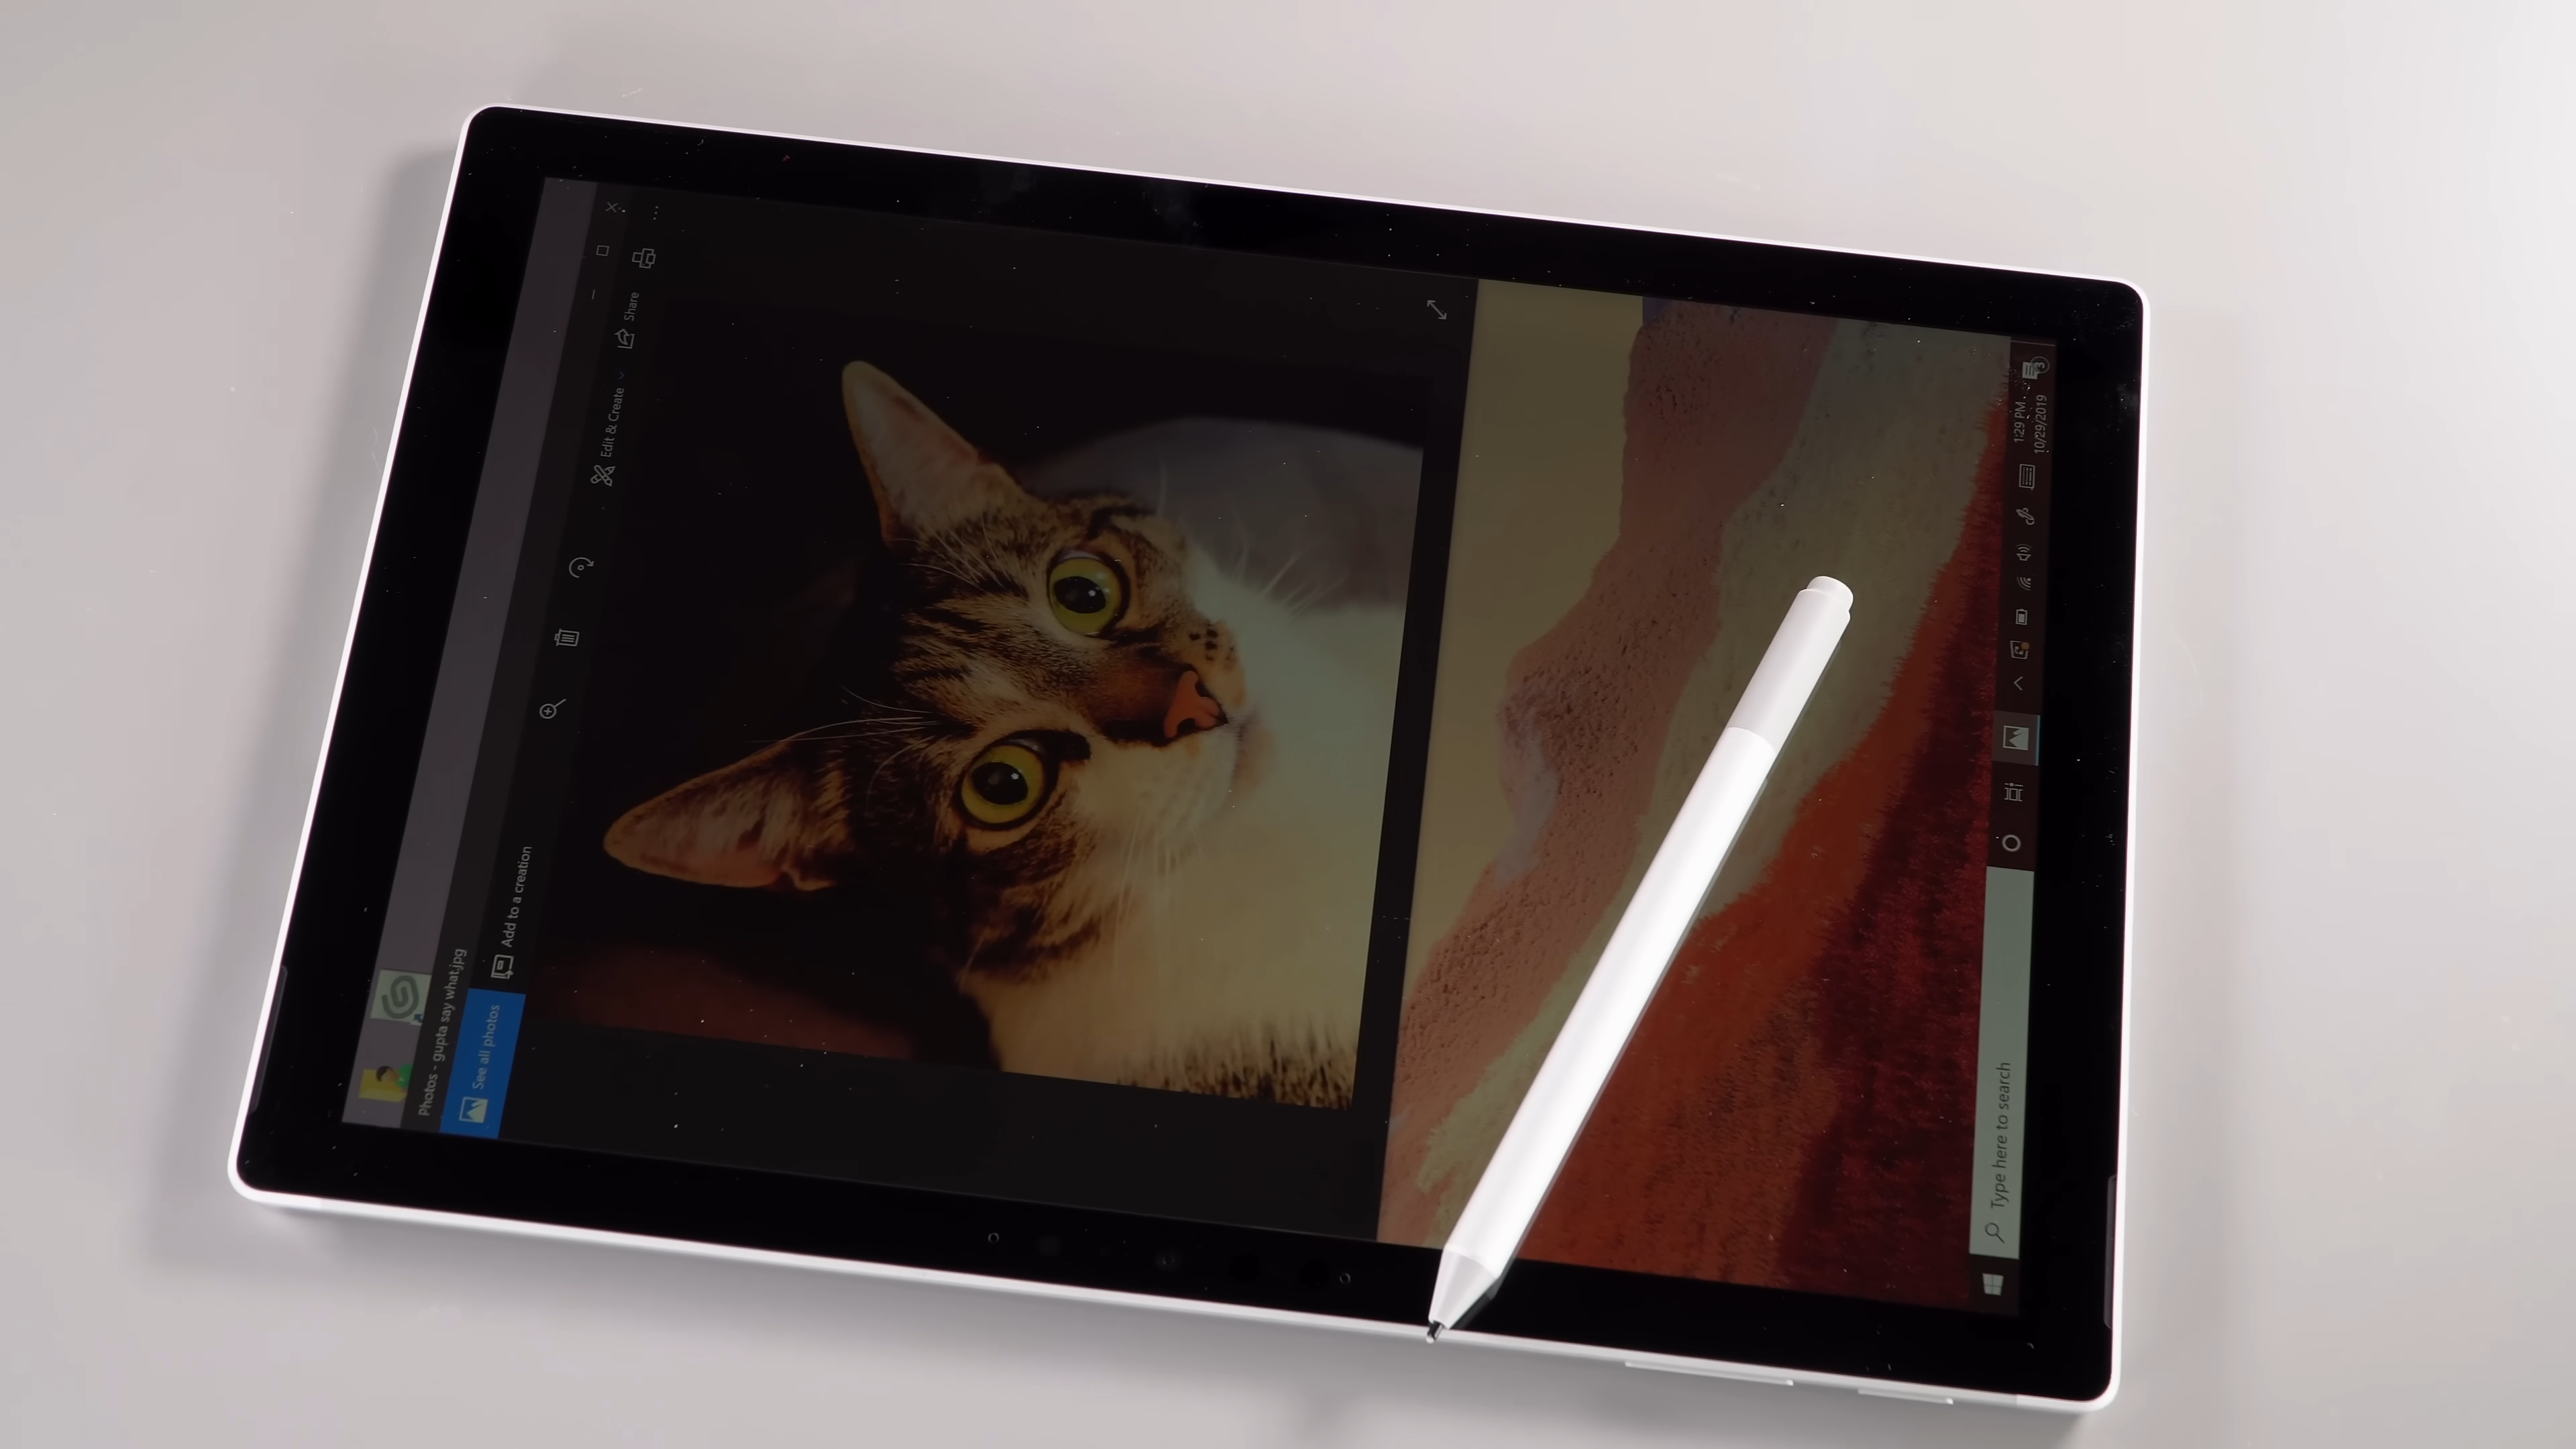 Photos - gupta say what.jpg
See all photos
Add to a creation
Edit & Create
Share
Type here to search
1:29 PM
10/29/2019
3